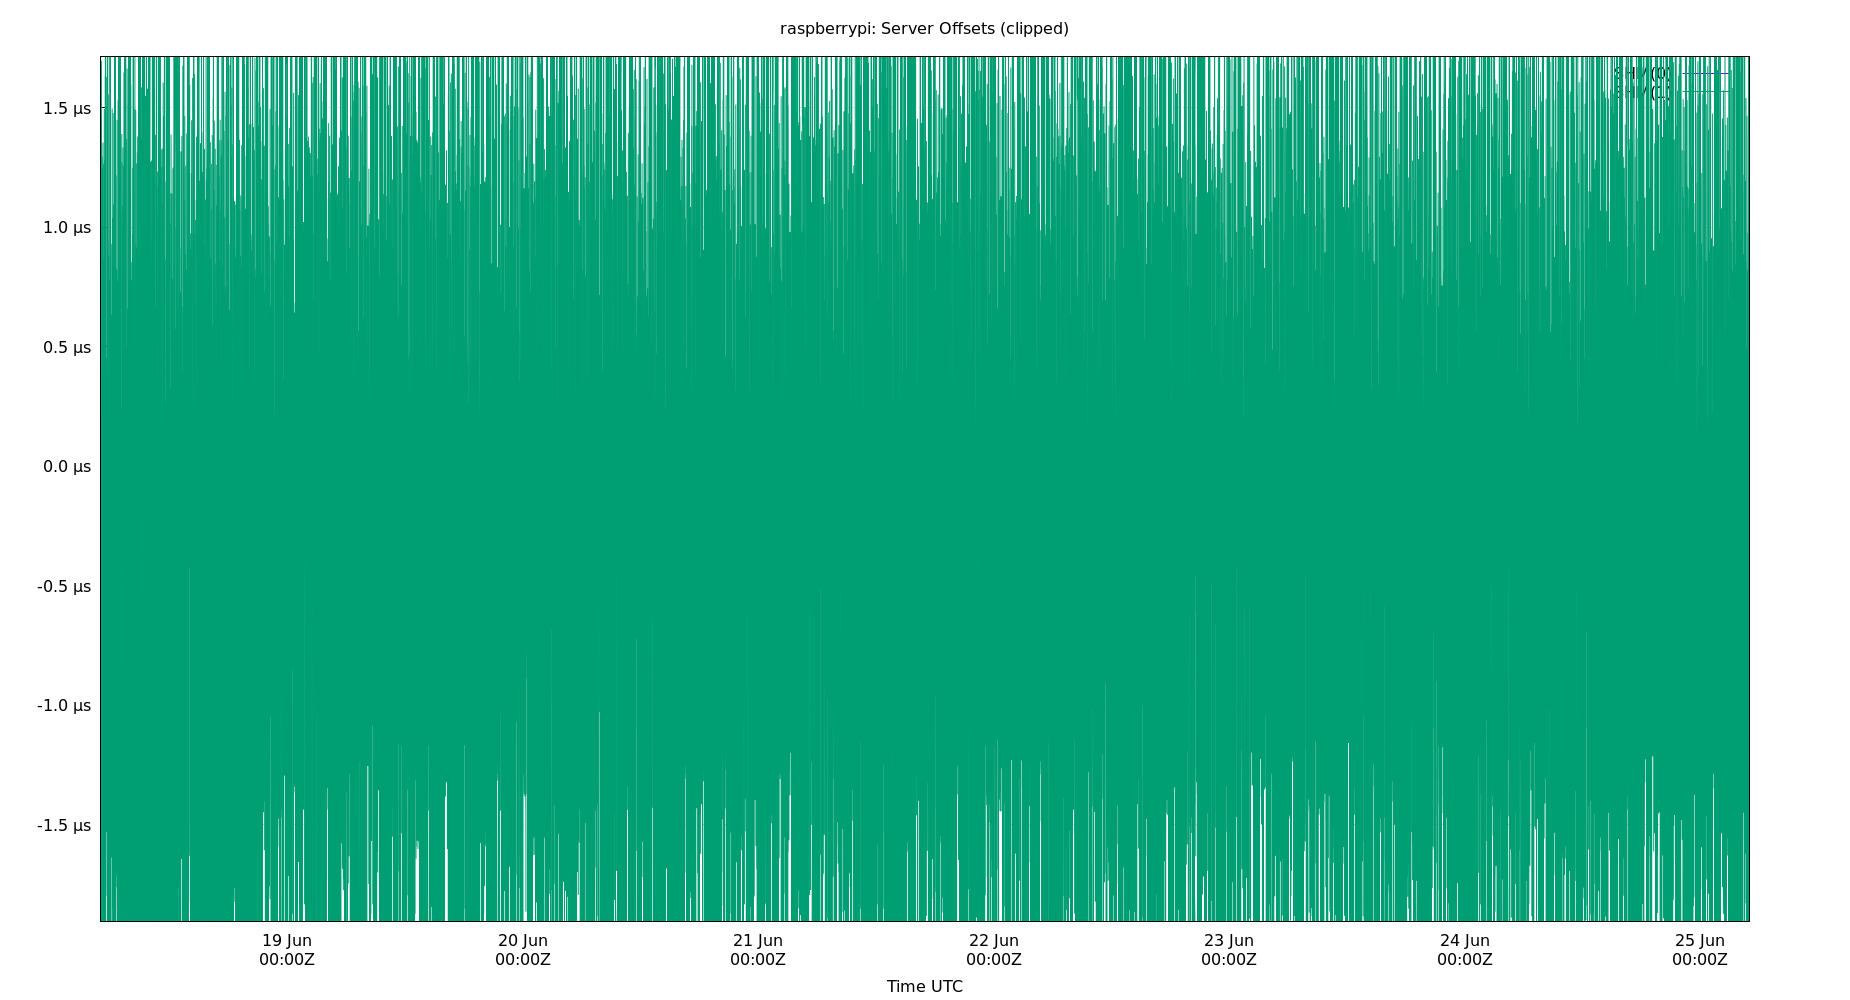 raspberrypi: Server Offsets (clipped)
1.5 µs
1.0 µs
0.5 µs
0.0 µs
-0.5 µs
-1.0 µs
-1.5 µs
19 Jun 20 Jun 21 Jun 22 Jun 23 Jun 24 Jun 25 Jun
00:00Z 00:00Z 00:00Z 00:00Z 00:00Z 00:00Z 00:00Z
Time UTC